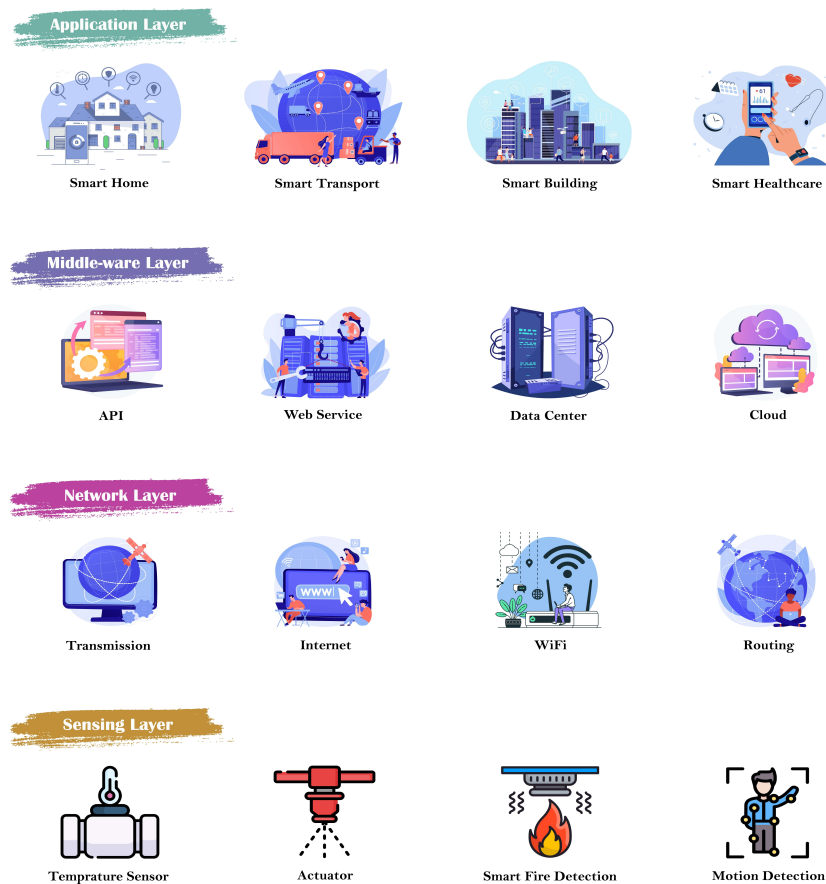 Application Layer
Smart Home
Smart Transport
Smart Building
Smart Healthcare
Middle-ware Layer
API
Web Service
Data Center
Cloud
Network Layer
WWW
Transmission
Internet
WiFi
Routing
Sensing Layer
Temprature Sensor
Actuator
Smart Fire Detection
Motion Detection